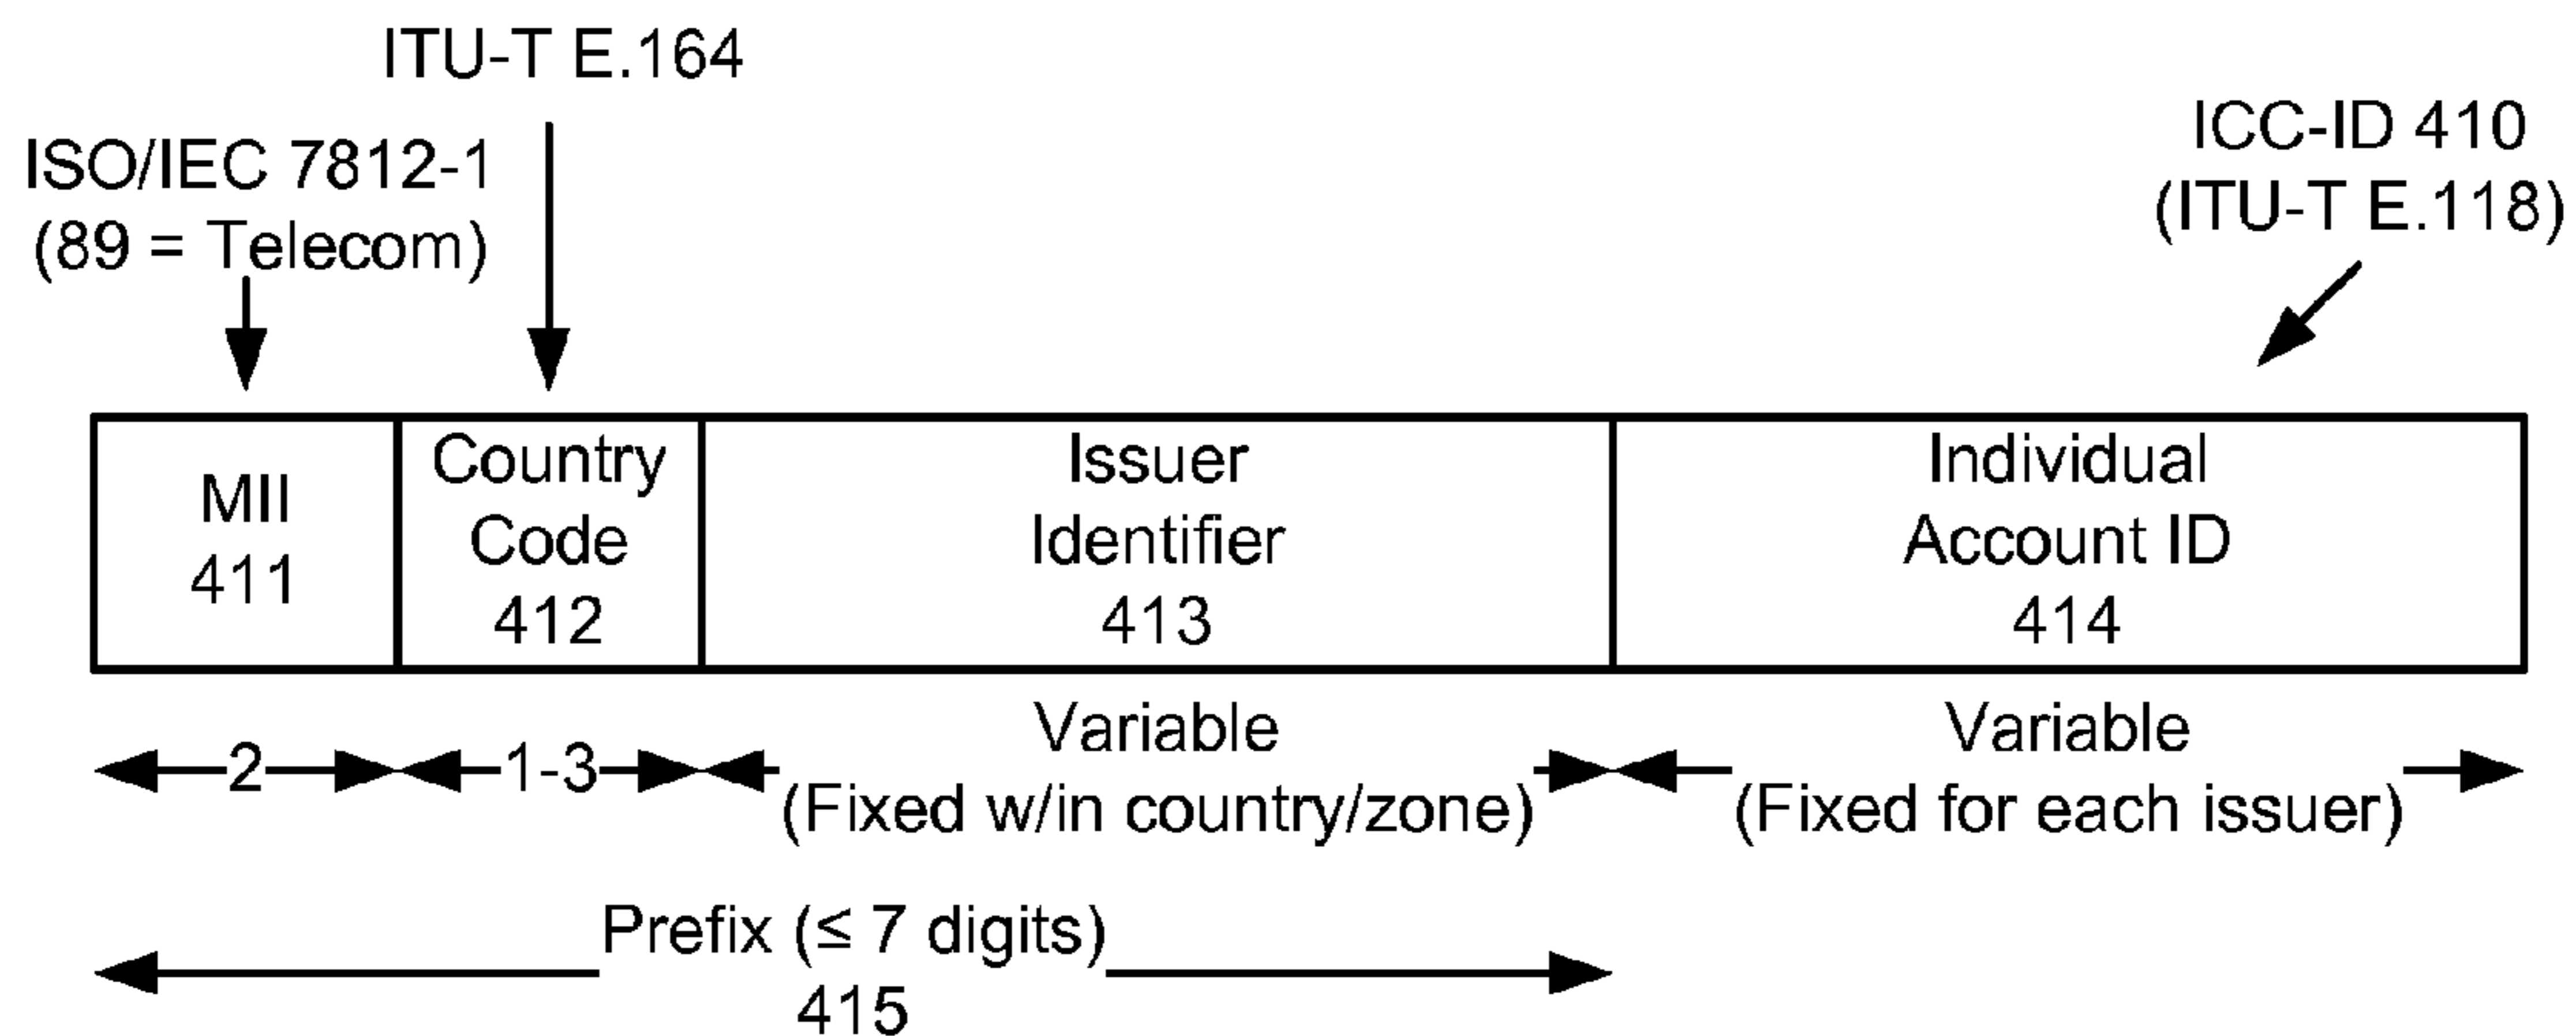 ITU-T E.164
ISO/IEC 7812-1
(89 = Telecom)
ICC-ID 410
(ITU-T E.118)
MII
411
Country
Code
412
Issuer
Identifier
413
Individual
Account ID
414
2
1-3
Variable
(Fixed w/in country/zone)
Variable
(Fixed for each issuer)
Prefix (≤ 7 digits)
415